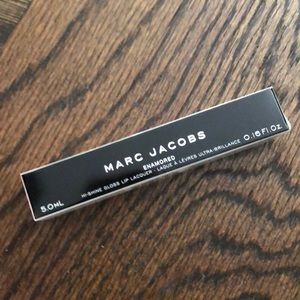 MARC JACOBS
ENAMORED
HI-SHINE GLOSS LIP LACQUER - LAQUE À LÈVRES ULTRA-BRILLANCE
5.0mL
0.16 Fl.Oz.